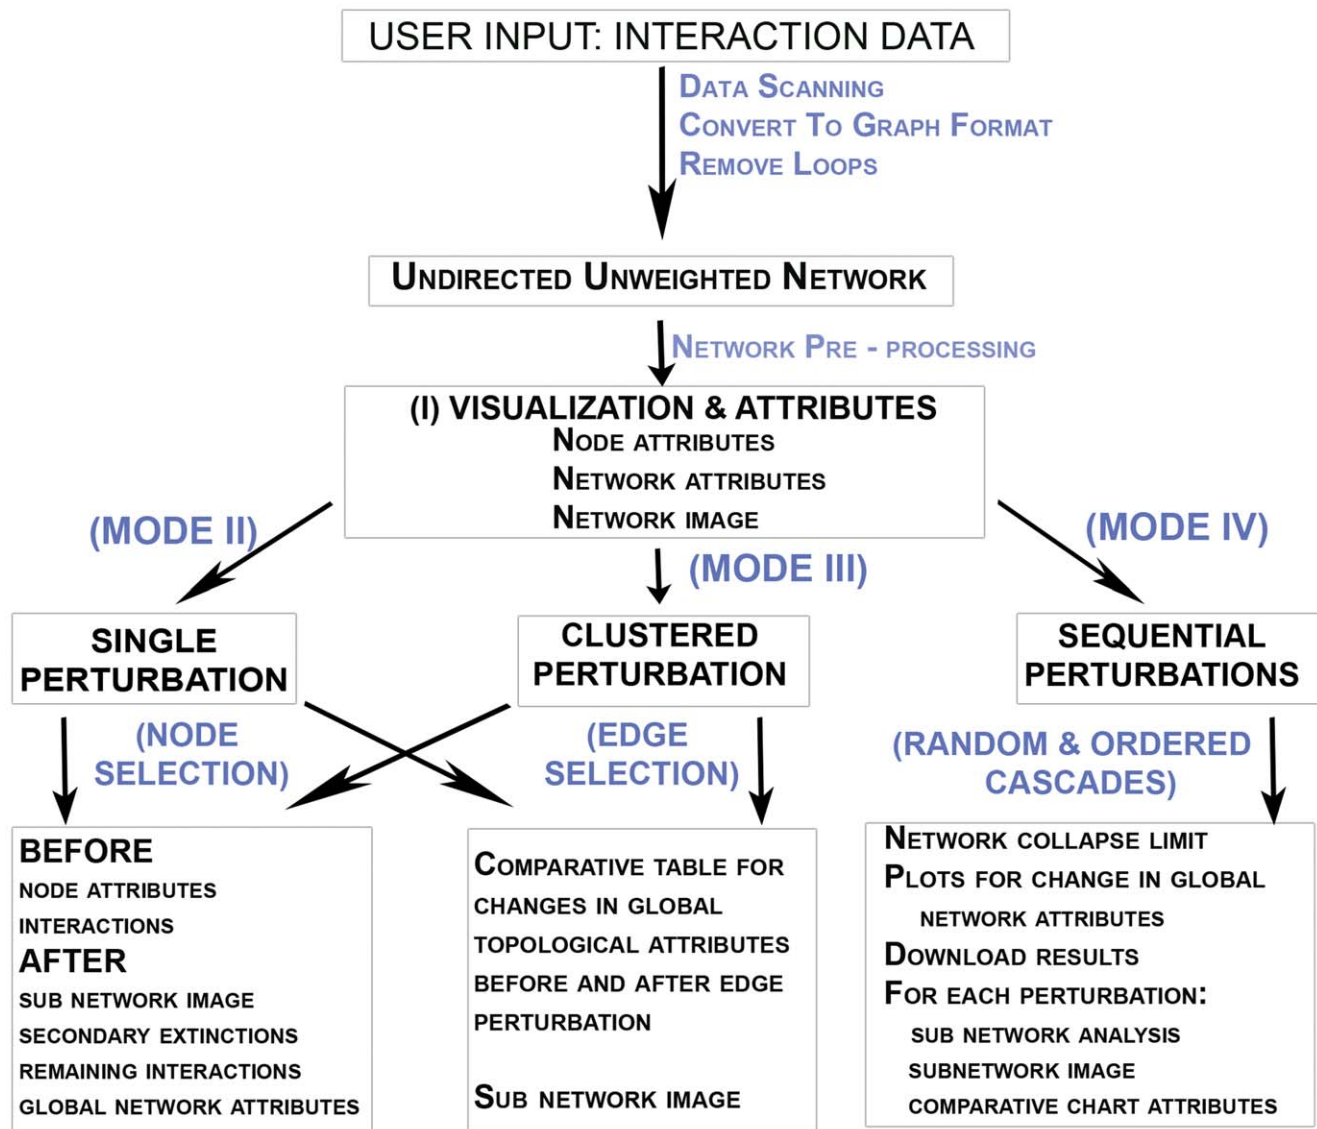 USER INPUT: INTERACTION DATA
DATA SCANNING
CONVERT TO GRAPH FORMAT
REMOVE LOOPS
UNDIRECTED UNWEIGHTED NETWORK
NETWORK PRE - PROCESSING
(I) VISUALIZATION & ATTRIBUTES
NODE ATTRIBUTES
NETWORK ATTRIBUTES
NETWORK IMAGE
(MODE II)
(MODE III)
(MODE IV)
SINGLE
PERTURBATION
CLUSTERED
PERTURBATION
SEQUENTIAL
PERTURBATIONS
(NODE
SELECTION)
(EDGE
SELECTION)
(RANDOM & ORDERED
CASCADES)
BEFORE
NODE ATTRIBUTES
INTERACTIONS
AFTER
SUB NETWORK IMAGE
SECONDARY EXTINCTIONS
REMAINING INTERACTIONS
GLOBAL NETWORK ATTRIBUTES
COMPARATIVE TABLE FOR
CHANGES IN GLOBAL
TOPOLOGICAL ATTRIBUTES
BEFORE AND AFTER EDGE
PERTURBATION
SUB NETWORK IMAGE
NETWORK COLLAPSE LIMIT
PLOTS FOR CHANGE IN GLOBAL
NETWORK ATTRIBUTES
DOWNLOAD RESULTS
FOR EACH PERTURBATION:
SUB NETWORK ANALYSIS
SUBNETWORK IMAGE
COMPARATIVE CHART ATTRIBUTES